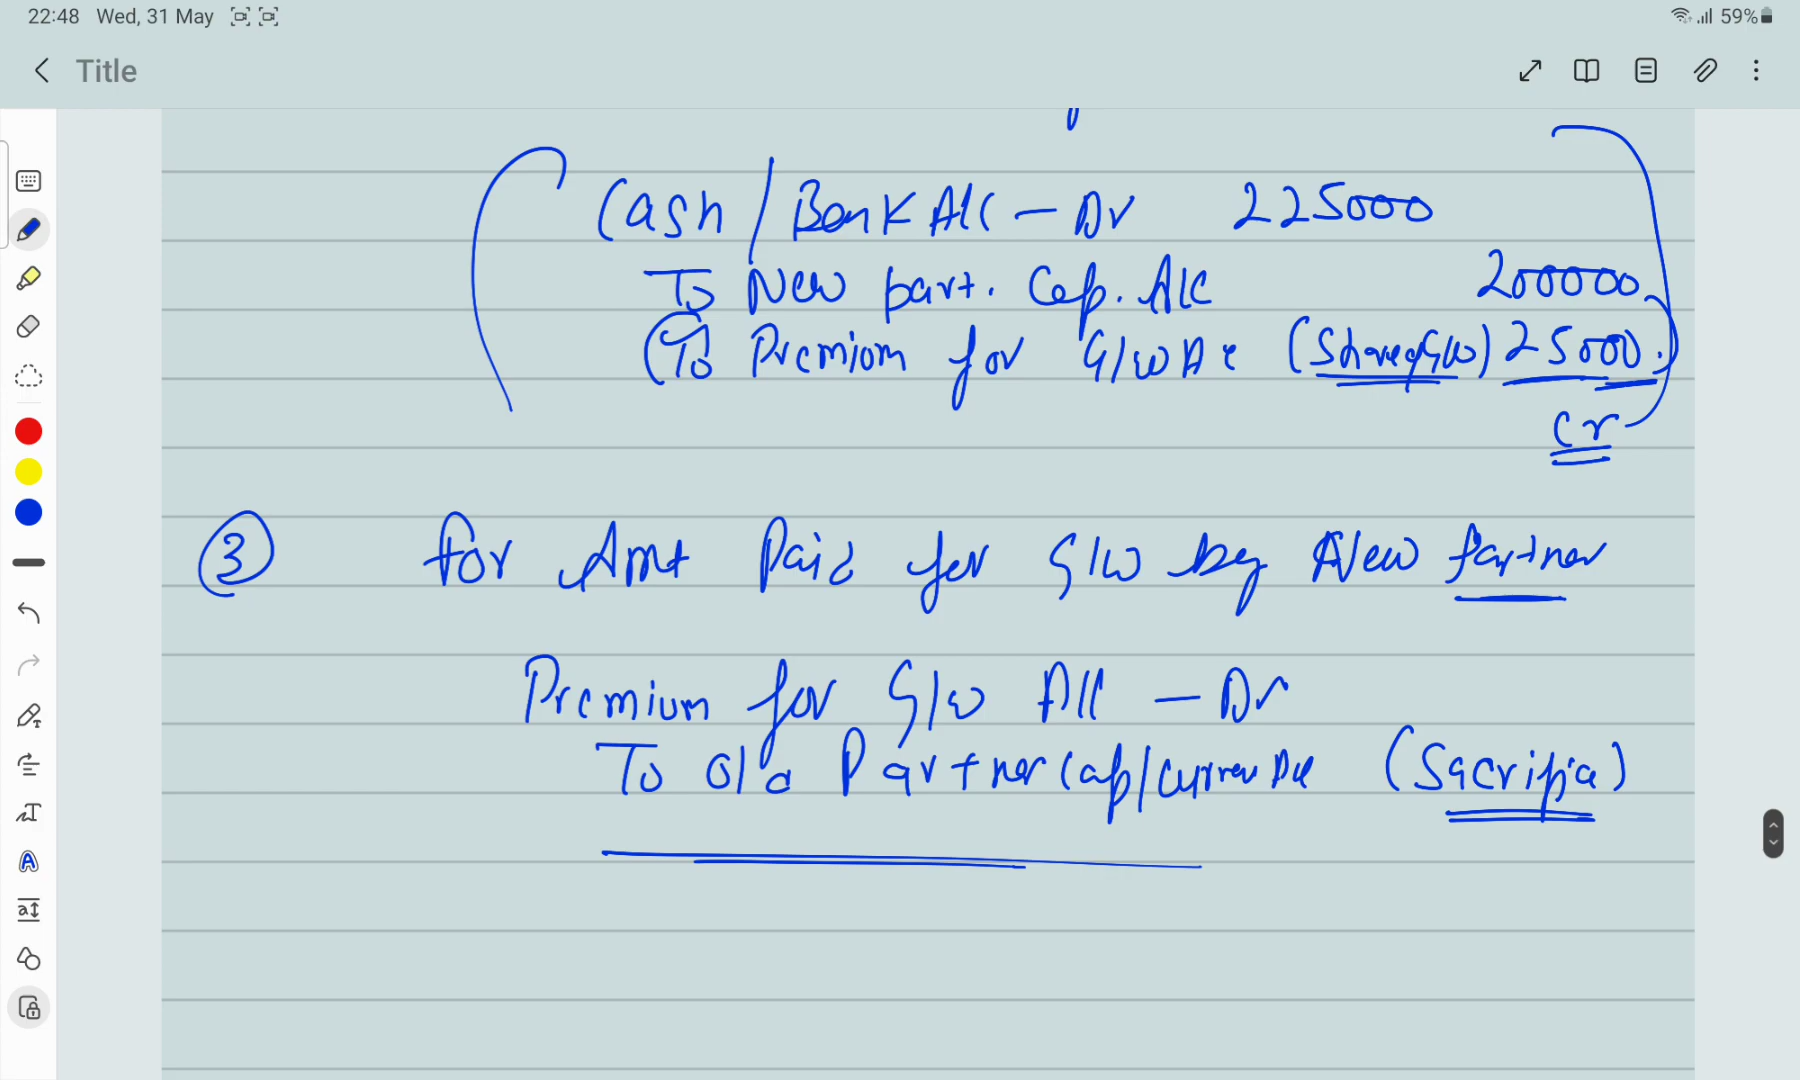 22:48 Wed, 31 May 59%
Title
Cash / Bank A/c - Dr 225000
To New part. Cap. A/c 200000
(To Premium for G/w A/c (Share of G/w) 25000.)
Cr
3 for Amt Paid for G/w by New Partner
Premium for G/w A/c - Dr
To old Partner Cap/Curren A/c (Sacrifice)